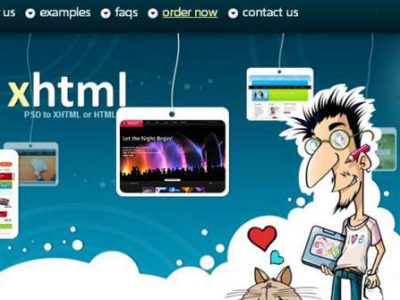 us examples faqs order now contact us
xhtml
PSD to XHTML or HTML
Let the Night Begin!